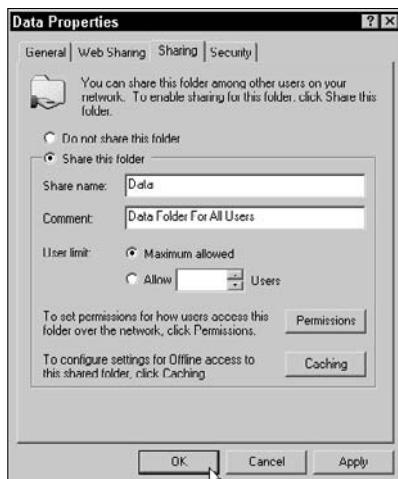 Data Properties ? ×
General Web Sharing Sharing Security
You can share this folder among other users on your
network. To enable sharing for this folder, click Share this
folder.
Do not share this folder
Share this folder
Share name: Data
Comment: Data Folder For All Users
User limit: Maximum allowed
Allow Users
To set permissions for how users access this
folder over the network, click Permissions.
Permissions
To configure settings for Offline access to
this shared folder, click Caching.
Caching
OK Cancel Apply